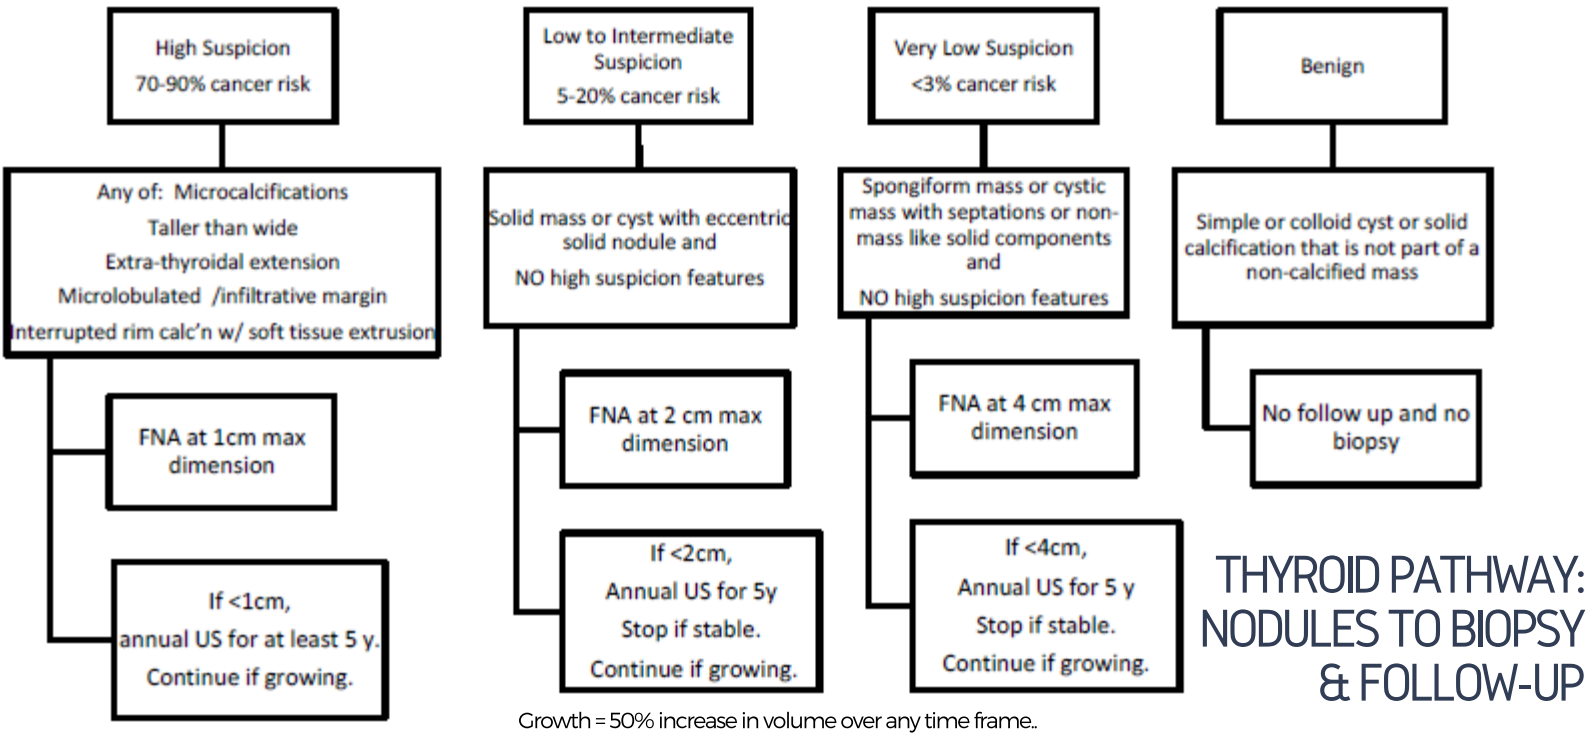 High Suspicion
70-90% cancer risk
Any of:  Microcalcifications
Taller than wide
Extra-thyroidal extension
Microlobulated  /infiltrative margin
Interrupted rim calc'n w/ soft tissue extrusion
FNA at 1cm max
dimension
If <1cm,
annual US for at least 5 y.
Continue if growing.
Low to Intermediate
Suspicion
5-20% cancer risk
Solid mass or cyst with eccentric
solid nodule and
NO high suspicion features
FNA at 2 cm max
dimension
If <2cm,
Annual US for 5y
Stop if stable.
Continue if growing.
Very Low Suspicion
<3% cancer risk
Spongiform mass or cystic
mass with septations or non-
mass like solid components
and
NO high suspicion features
FNA at 4 cm max
dimension
If <4cm,
Annual US for 5 y
Stop if stable.
Continue if growing.
Benign
Simple or colloid cyst or solid
calcification that is not part of a
non-calcified mass
No follow up and no
biopsy
THYROID PATHWAY:
NODULES TO BIOPSY
& FOLLOW-UP
Growth = 50% increase in volume over any time frame..